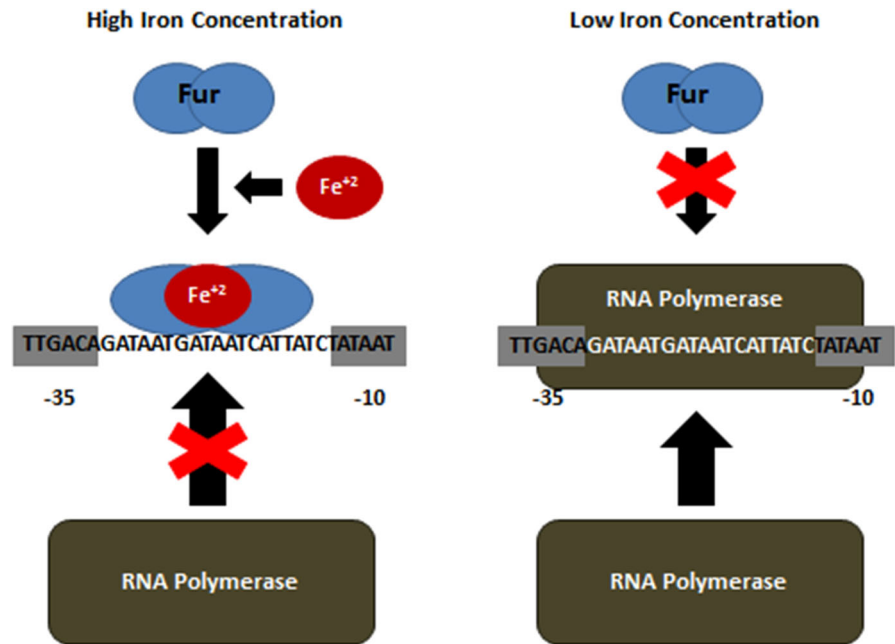 High Iron Concentration
Fur
Fe+2
Fe+2
TTGACAGATAATGATAATCATTATCTATAAT
-35 -10
RNA Polymerase
Low Iron Concentration
Fur
RNA Polymerase
TTGACAGATAATGATAATCATTATCTATAAT
-35 -10
RNA Polymerase